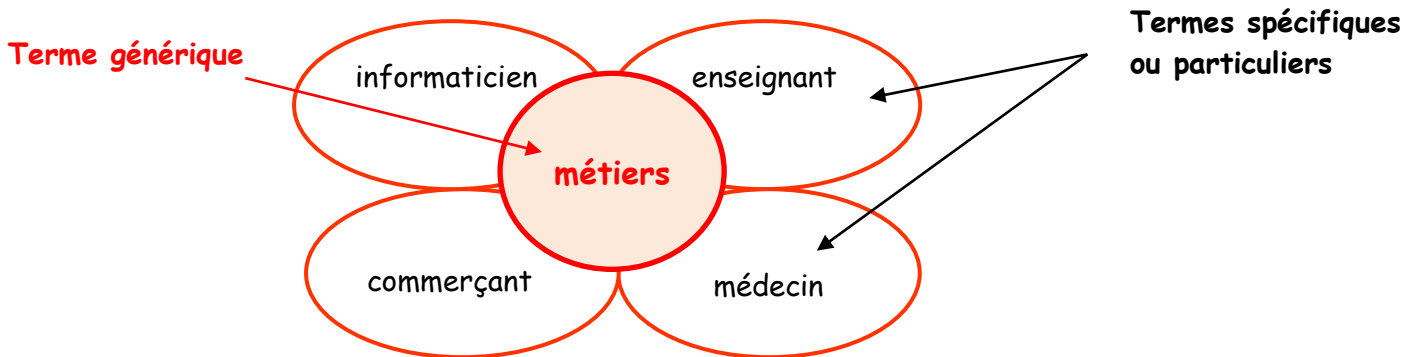 Termes spécifiques
ou particuliers
Terme générique
informaticien
enseignant
métiers
commerçant
médecin